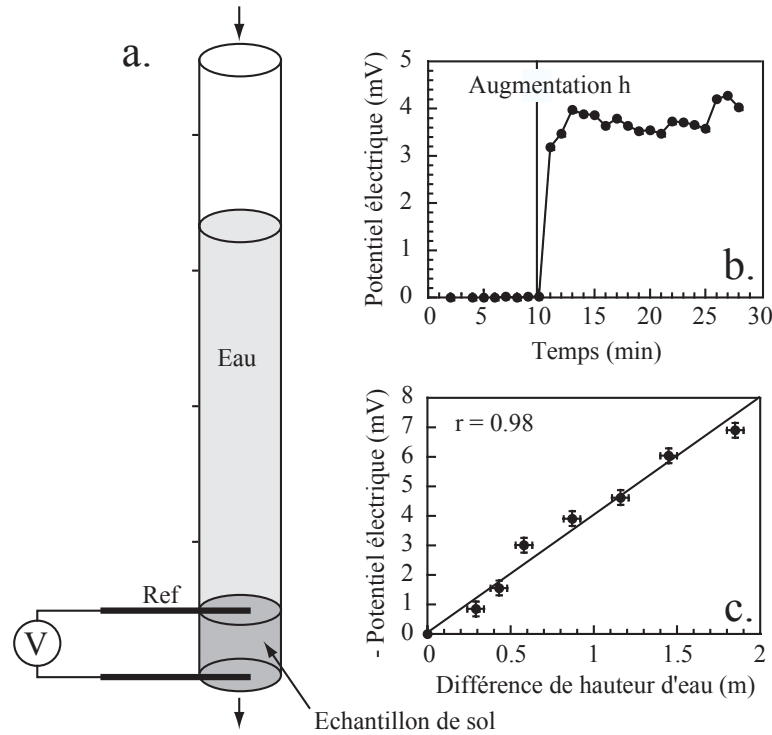 a.
Eau
Ref
V
Echantillon de sol
Potentiel électrique (mV)
5
4
3
2
1
0
Augmentation h
b.
0 5 10 15 20 25 30
Temps (min)
- Potentiel électrique (mV)
8
7
6
5
4
3
2
1
0
r = 0.98
c.
0 0.5 1 1.5 2
Différence de hauteur d'eau (m)